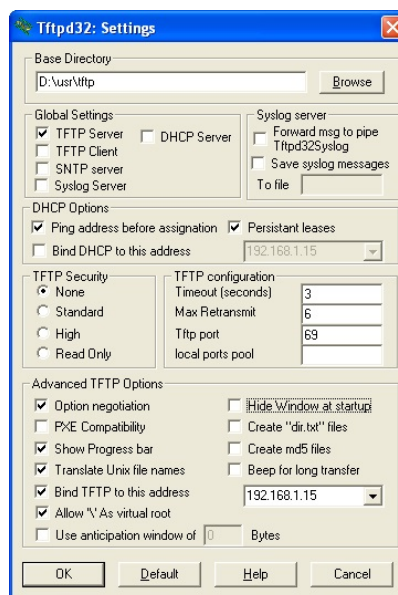 Tftpd32: Settings
Base Directory
D:\usr\tftp
Browse
Global Settings
TFTP Server
DHCP Server
TFTP Client
SNTP server
Syslog Server
Syslog server
Forward msg to pipe
Tftpd32Syslog
Save syslog messages
To file
DHCP Options
Ping address before assignation
Persistant leases
Bind DHCP to this address
192.168.1.15
TFTP Security
None
Standard
High
Read Only
TFTP configuration
Timeout (seconds) 3
Max Retransmit 6
Tftp port 69
local ports pool
Advanced TFTP Options
Option negotiation
Hide Window at startup
PXE Compatibility
Create "dir.txt" files
Show Progress bar
Create md5 files
Translate Unix file names
Beep for long transfer
Bind TFTP to this address
192.168.1.15
Allow '\' As virtual root
Use anticipation window of 0 Bytes
OK
Default
Help
Cancel